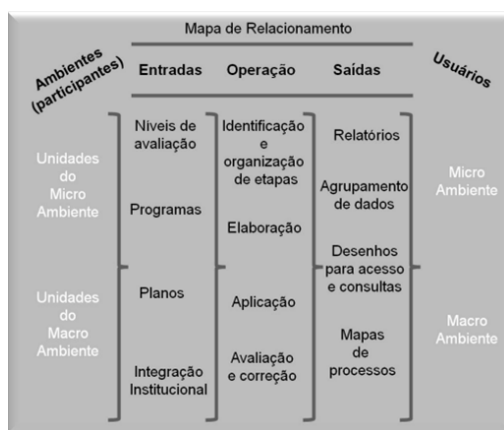 Mapa de Relacionamento
Ambientes
(participantes)
Entradas
Operação
Saídas
Usuários
Unidades
do
Micro
Ambiente
Unidades
do
Macro
Ambiente
Níveis de
avaliação
Programas
Planos
Integração
Institucional
Identificação
e
organização
de etapas
Elaboração
Aplicação
Avaliação
e correção
Relatórios
Agrupamento
de dados
Desenhos
para acesso
e consultas
Mapas
de
processos
Micro
Ambiente
Macro
Ambiente